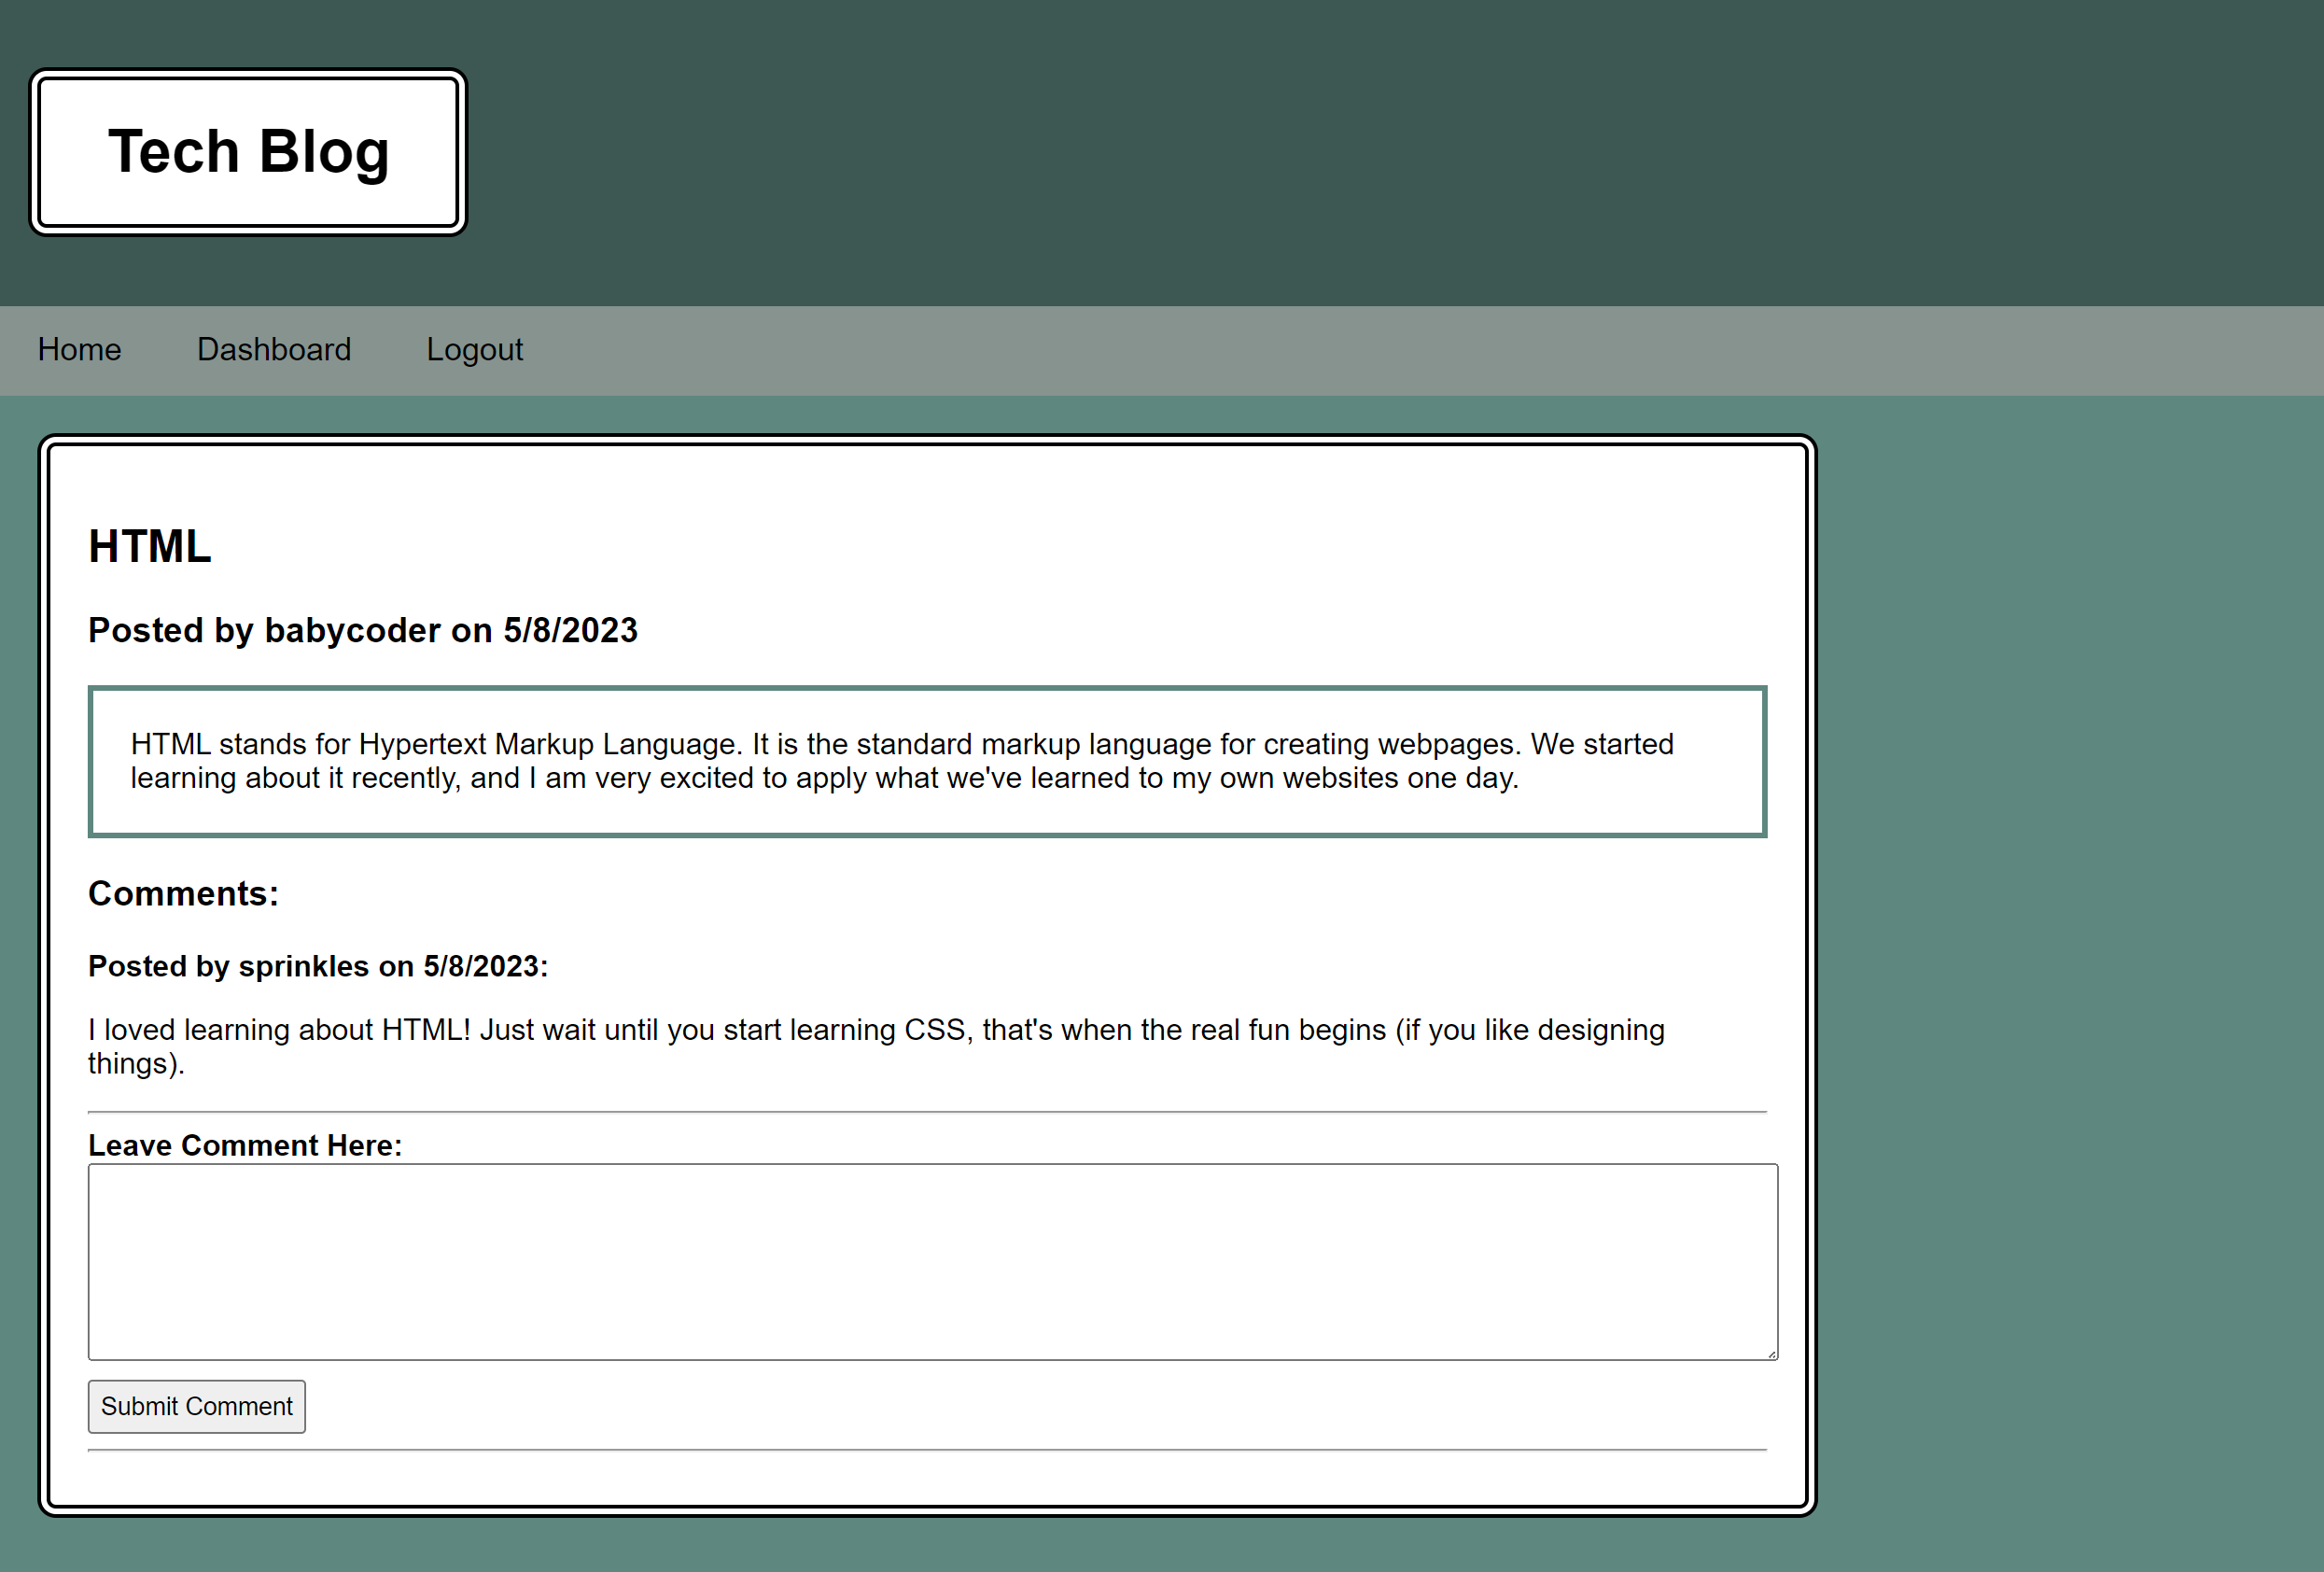 Tech Blog
Home Dashboard Logout
HTML
Posted by babycoder on 5/8/2023
HTML stands for Hypertext Markup Language. It is the standard markup language for creating webpages. We started
learning about it recently, and I am very excited to apply what we've learned to my own websites one day.
Comments:
Posted by sprinkles on 5/8/2023:
I loved learning about HTML! Just wait until you start learning CSS, that's when the real fun begins (if you like designing
things).
Leave Comment Here:
Submit Comment